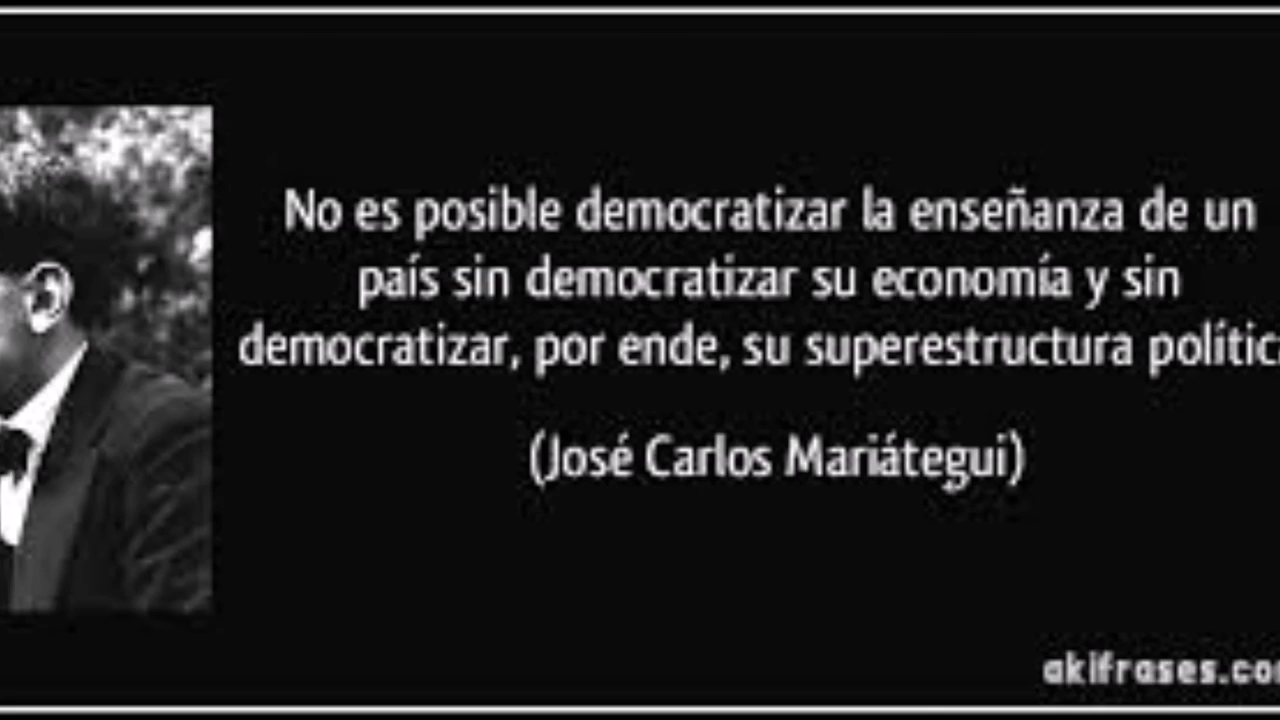 No es posible democratizar la enseñanza de un
país sin democratizar su economía y sin
democratizar, por ende, su superestructura polític
(José Carlos Mariátegui)
akifrases.co